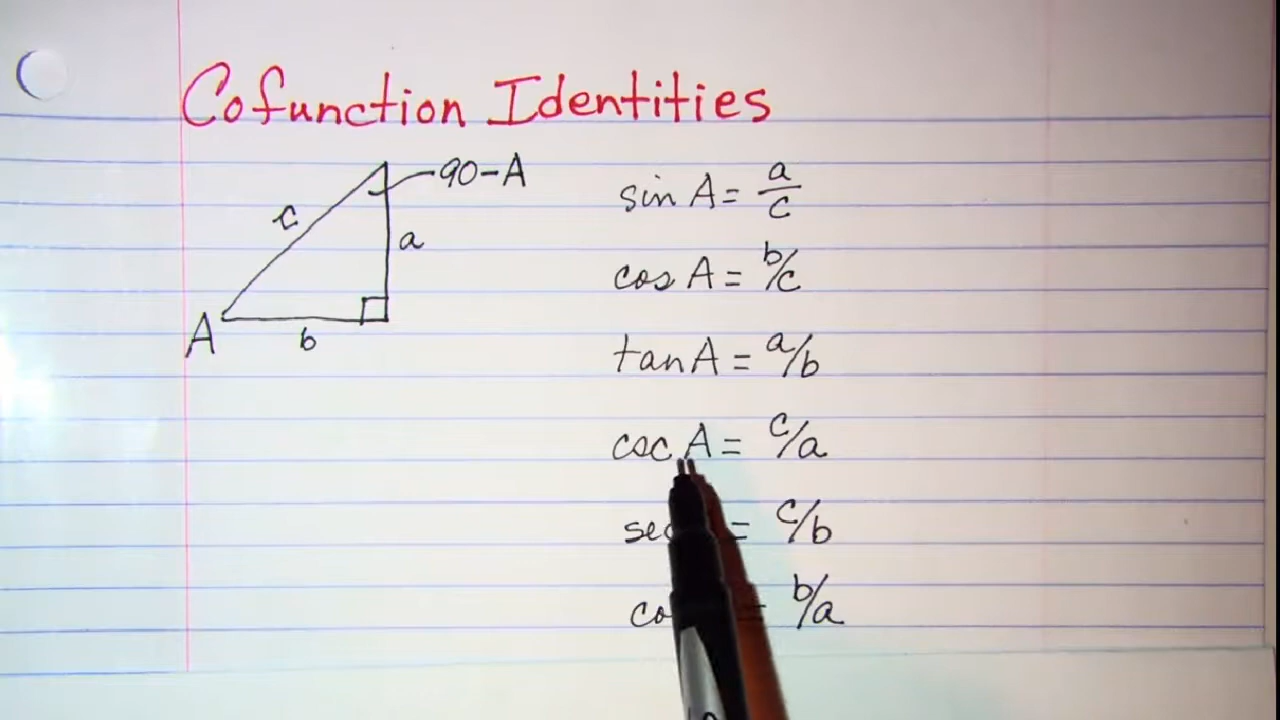 Cofunction Identities
90-A
c
a
A
b
sin A = a/c
cos A = b/c
tan A = a/b
csc A = c/a
= c/b
= b/a